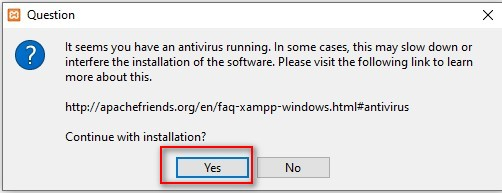 Question
It seems you have an antivirus running. In some cases, this may slow down or
interfere the installation of the software. Please visit the following link to learn
more about this.
http://apachefriends.org/en/faq-xampp-windows.html#antivirus
Continue with installation?
Yes No